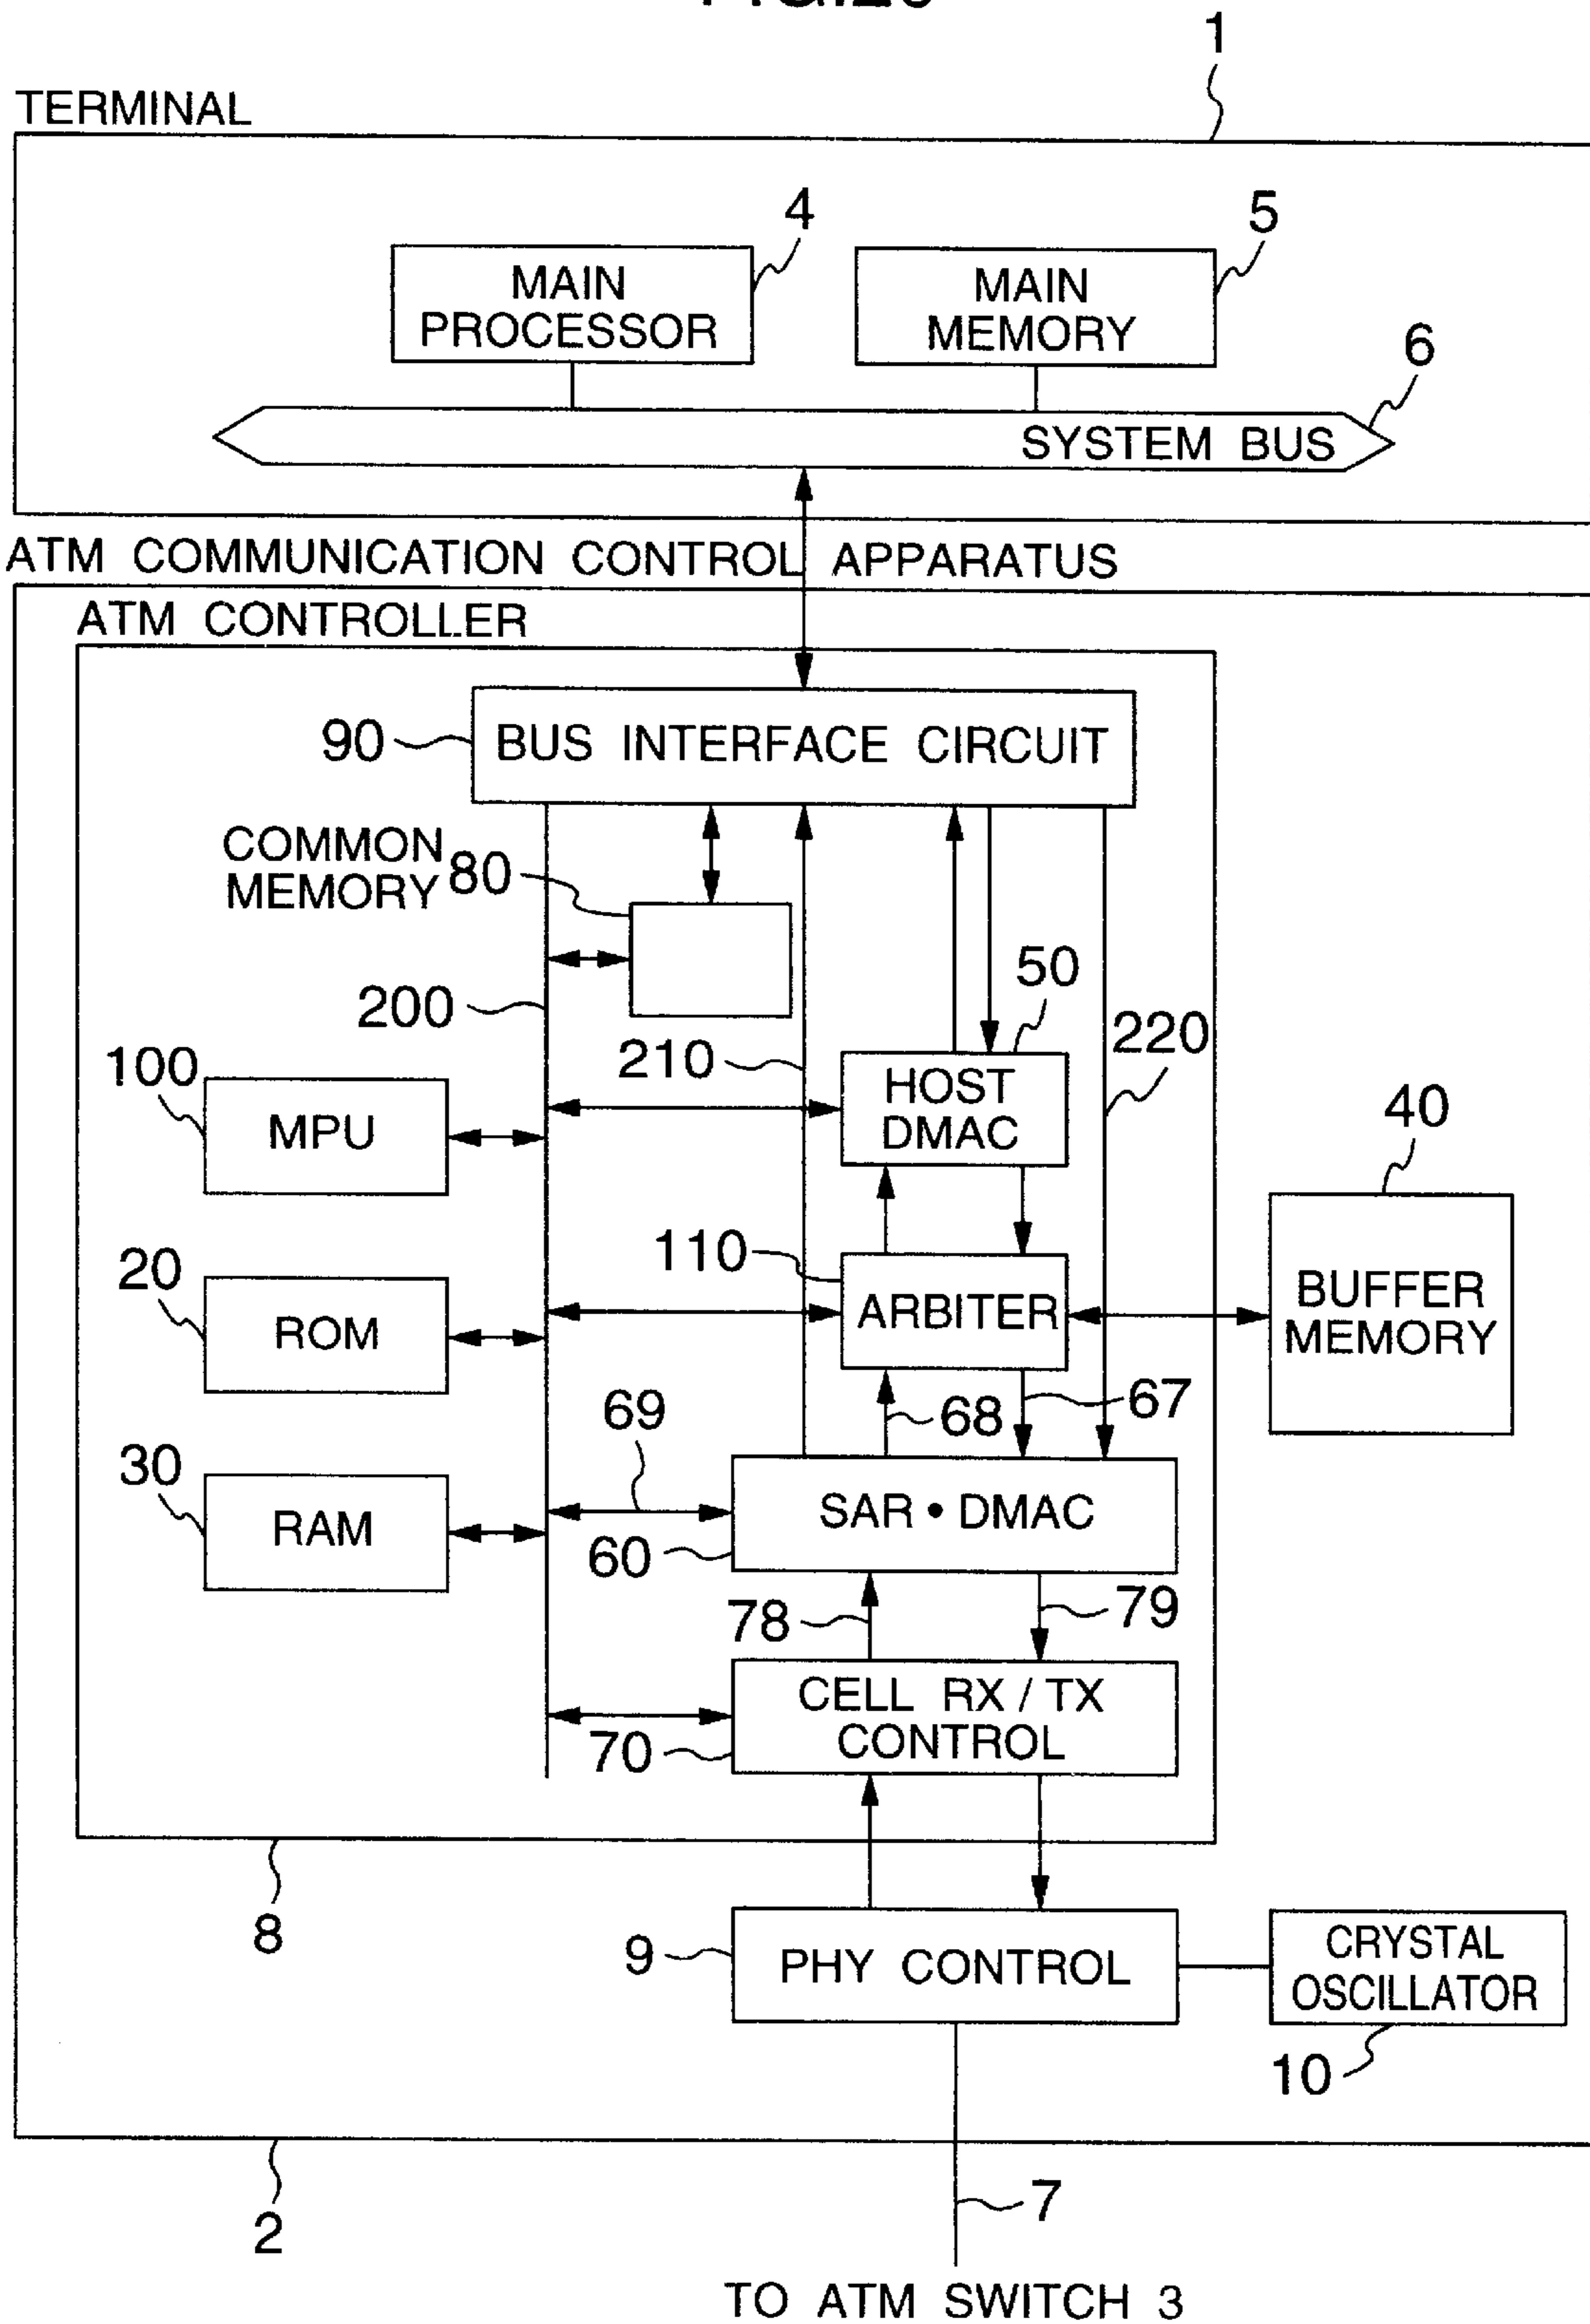 1
TERMINAL
4
5
MAIN
PROCESSOR
MAIN
MEMORY
6
SYSTEM BUS
ATM COMMUNICATION CONTROL APPARATUS
ATM CONTROLLER
90
BUS INTERFACE CIRCUIT
COMMON
MEMORY
80
50
200
210
220
100
MPU
HOST
DMAC
40
110
20
ROM
ARBITER
BUFFER
MEMORY
69
68
67
30
RAM
SAR • DMAC
60
78
79
CELL RX / TX
CONTROL
70
8
9
PHY CONTROL
CRYSTAL
OSCILLATOR
10
2
7
TO ATM SWITCH 3